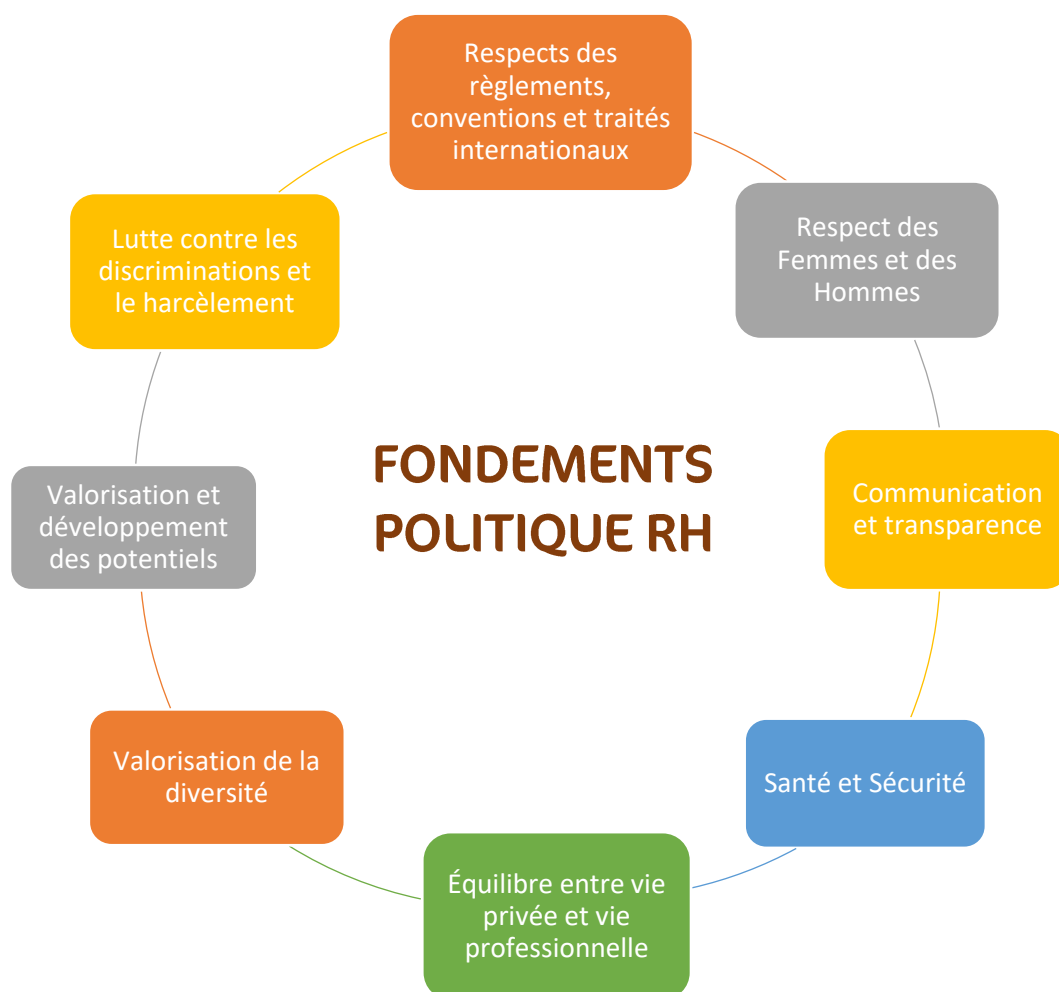 Respects des
règlements,
conventions et traités
internationaux
Respect des
Femmes et des
Hommes
Communication
et transparence
Santé et Sécurité
Équilibre entre vie
privée et vie
professionnelle
Valorisation de la
diversité
Valorisation et
développement
des potentiels
Lutte contre les
discriminations et
le harcèlement
FONDEMENTS
POLITIQUE RH